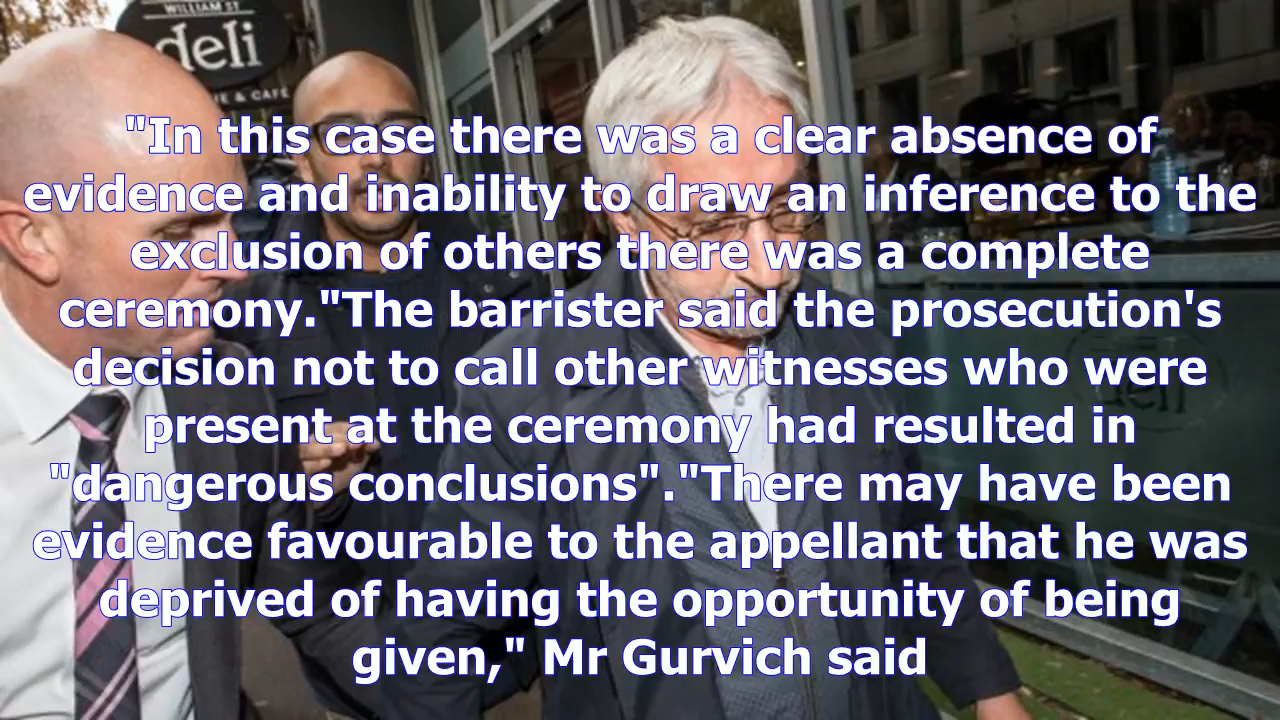 WILLIAM ST
deli
& CAFE
"In this case there was a clear absence of
evidence and inability to draw an inference to the
exclusion of others there was a complete
ceremony."The barrister said the prosecution's
decision not to call other witnesses who were
present at the ceremony had resulted in
"dangerous conclusions"."There may have been
evidence favourable to the appellant that he was
deprived of having the opportunity of being
given," Mr Gurvich said
deli